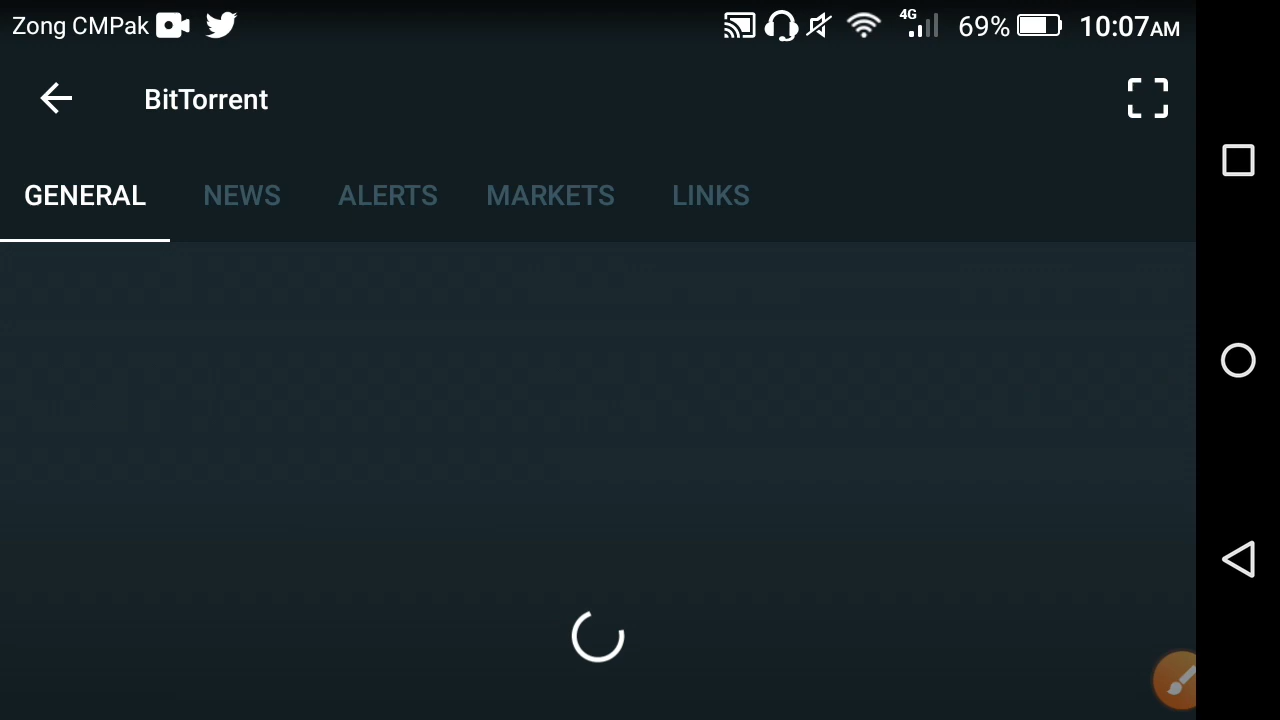 Zong CMPak 4G 69% 10:07AM
BitTorrent
GENERAL NEWS ALERTS MARKETS LINKS